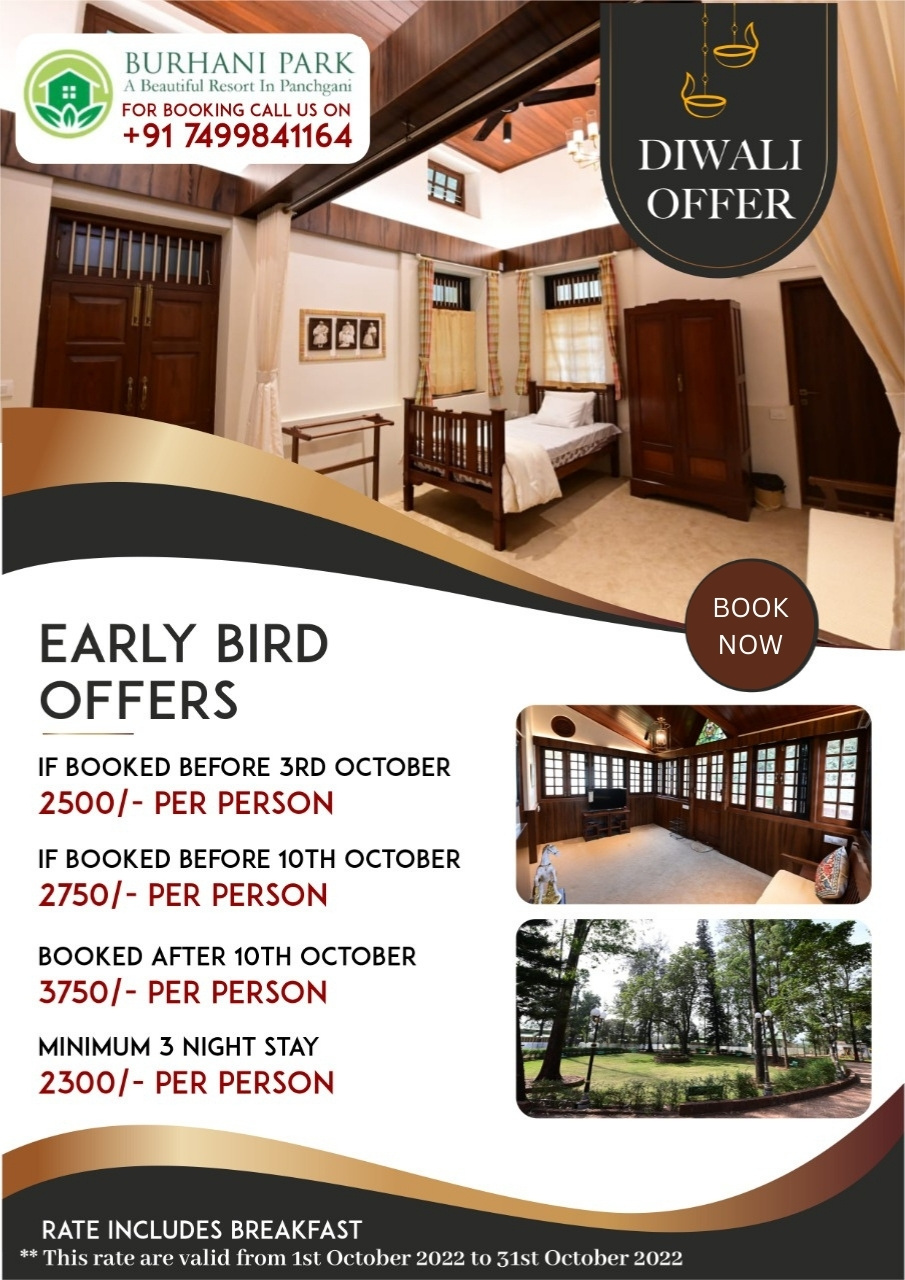 BURHANI PARK
A Beautiful Resort In Panchgani
FOR BOOKING CALL US ON
+91 7499841164
DIWALI
OFFER
BOOK
NOW
EARLY BIRD
OFFERS
IF BOOKED BEFORE 3RD OCTOBER
2500/- PER PERSON
IF BOOKED BEFORE 10TH OCTOBER
2750/- PER PERSON
BOOKED AFTER 10TH OCTOBER
3750/- PER PERSON
MINIMUM 3 NIGHT STAY
2300/- PER PERSON
RATE INCLUDES BREAKFAST
** This rate are valid from 1st October 2022 to 31st October 2022